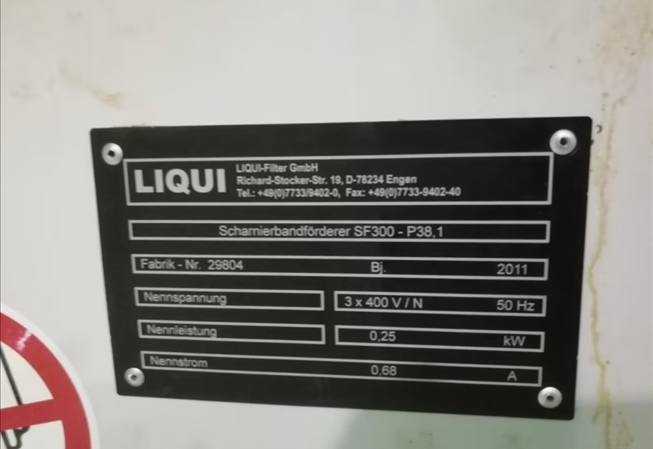 LIQUI
LIQUI-Filter GmbH
Richard-Stocker-Str. 19, D-78234 Engen
Tel.: +49(0)7733/9402-0, Fax: +49(0)7733-9402-40
Scharnierbandförderer SF300 - P38,1
Fabrik - Nr. 29804 Bj. 2011
Nennspannung 3 x 400 V / N 50 Hz
Nennleistung 0,25 kW
Nennstrom 0,68 A